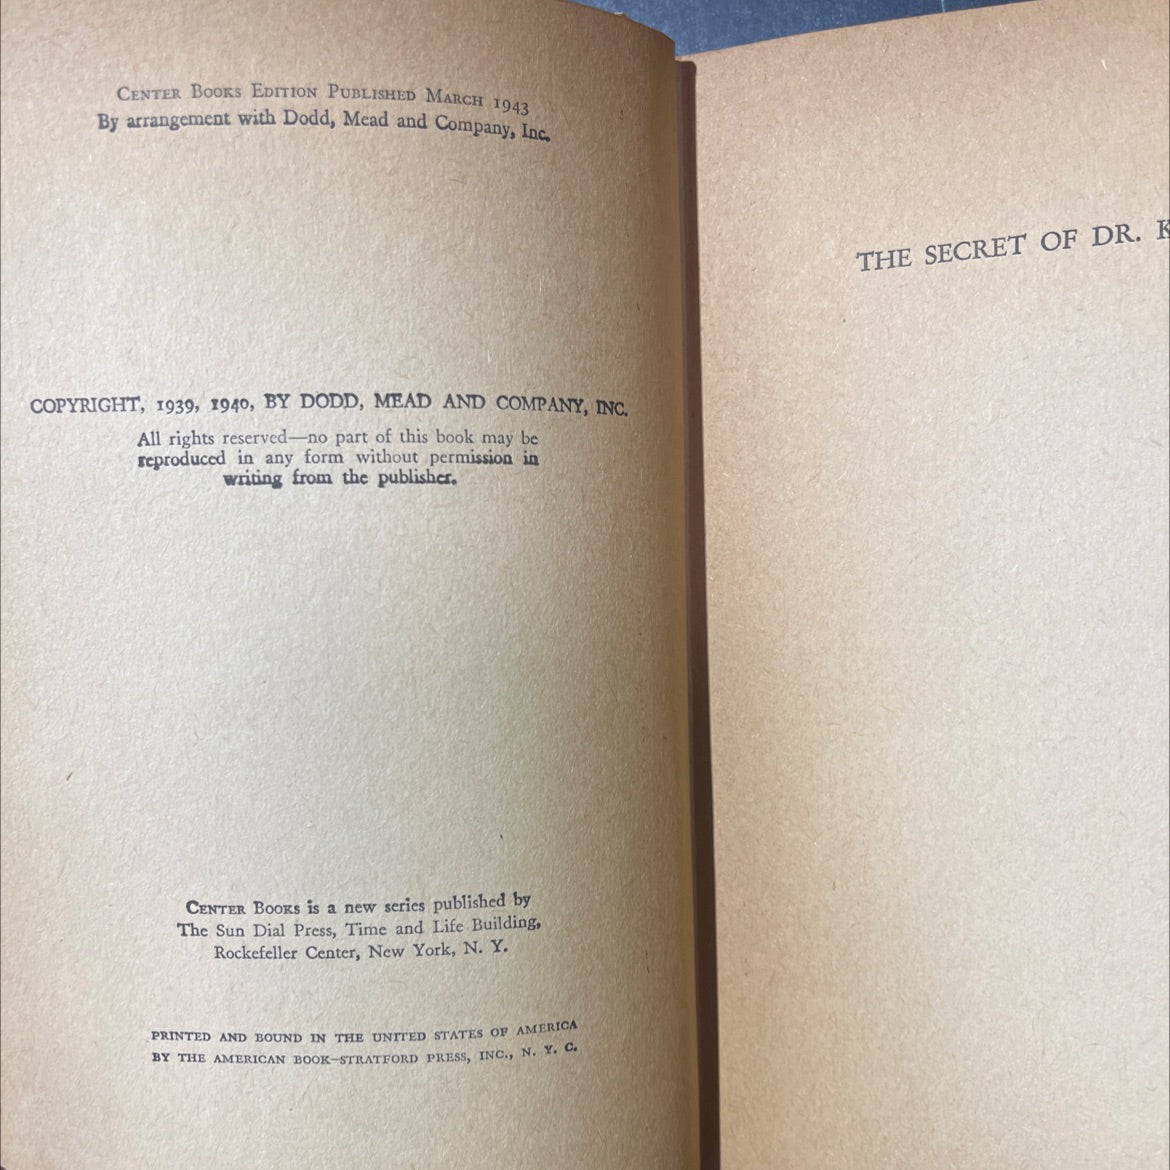 CENTER BOOKS EDITION PUBLISHED MARCH 1943
By arrangement with Dodd, Mead and Company, Inc.
COPYRIGHT, 1939, 1940, BY DODD, MEAD AND COMPANY, INC.
All rights reserved—no part of this book may be
reproduced in any form without permission in
writing from the publisher.
CENTER BOOKS is a new series published by
The Sun Dial Press, Time and Life Building,
Rockefeller Center, New York, N. Y.
PRINTED AND BOUND IN THE UNITED STATES OF AMERICA
BY THE AMERICAN BOOK–STRATFORD PRESS, INC., N. Y. C.
THE SECRET OF DR. K